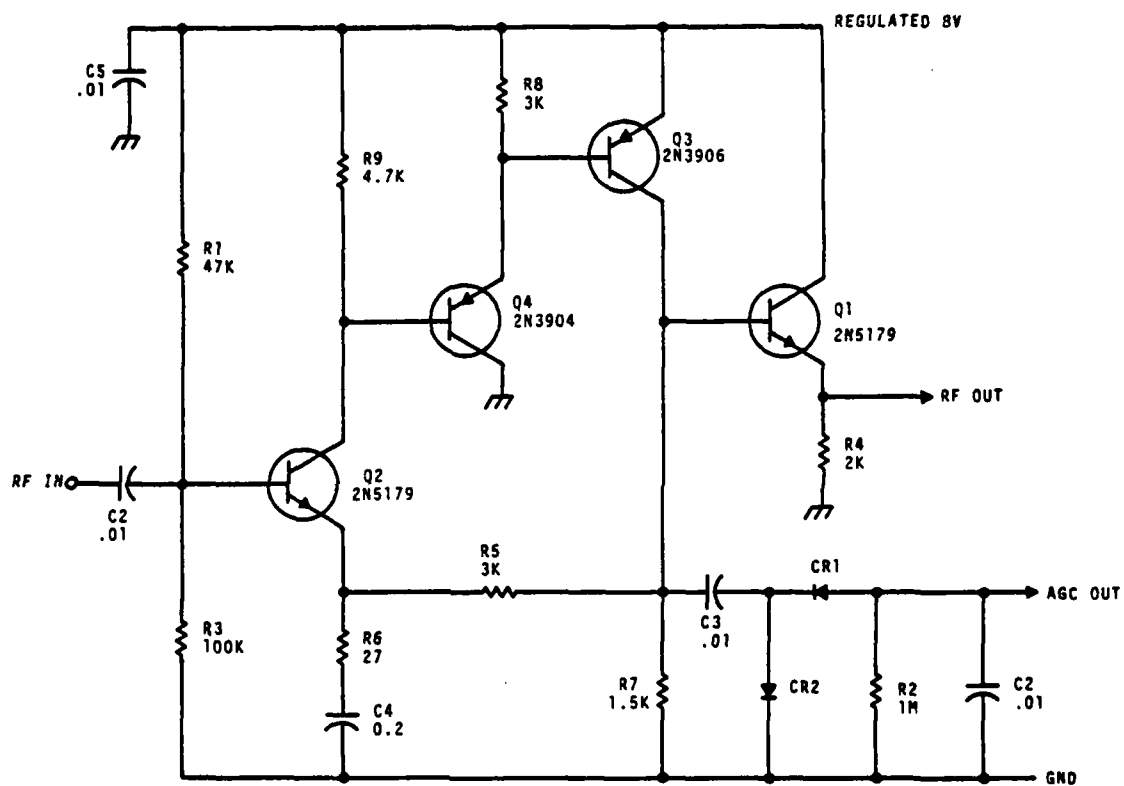 REGULATED 8V
C5
.01
R8
3K
Q3
2N3906
R9
4.7K
R1
47K
Q4
2N3904
Q1
2N5179
RF OUT
R4
2K
RF IN
C2
.01
Q2
2N5179
R5
3K
CR1
AGC OUT
C3
.01
R3
100K
R6
27
R7
1.5K
CR2
R2
1M
C2
.01
C4
0.2
GND